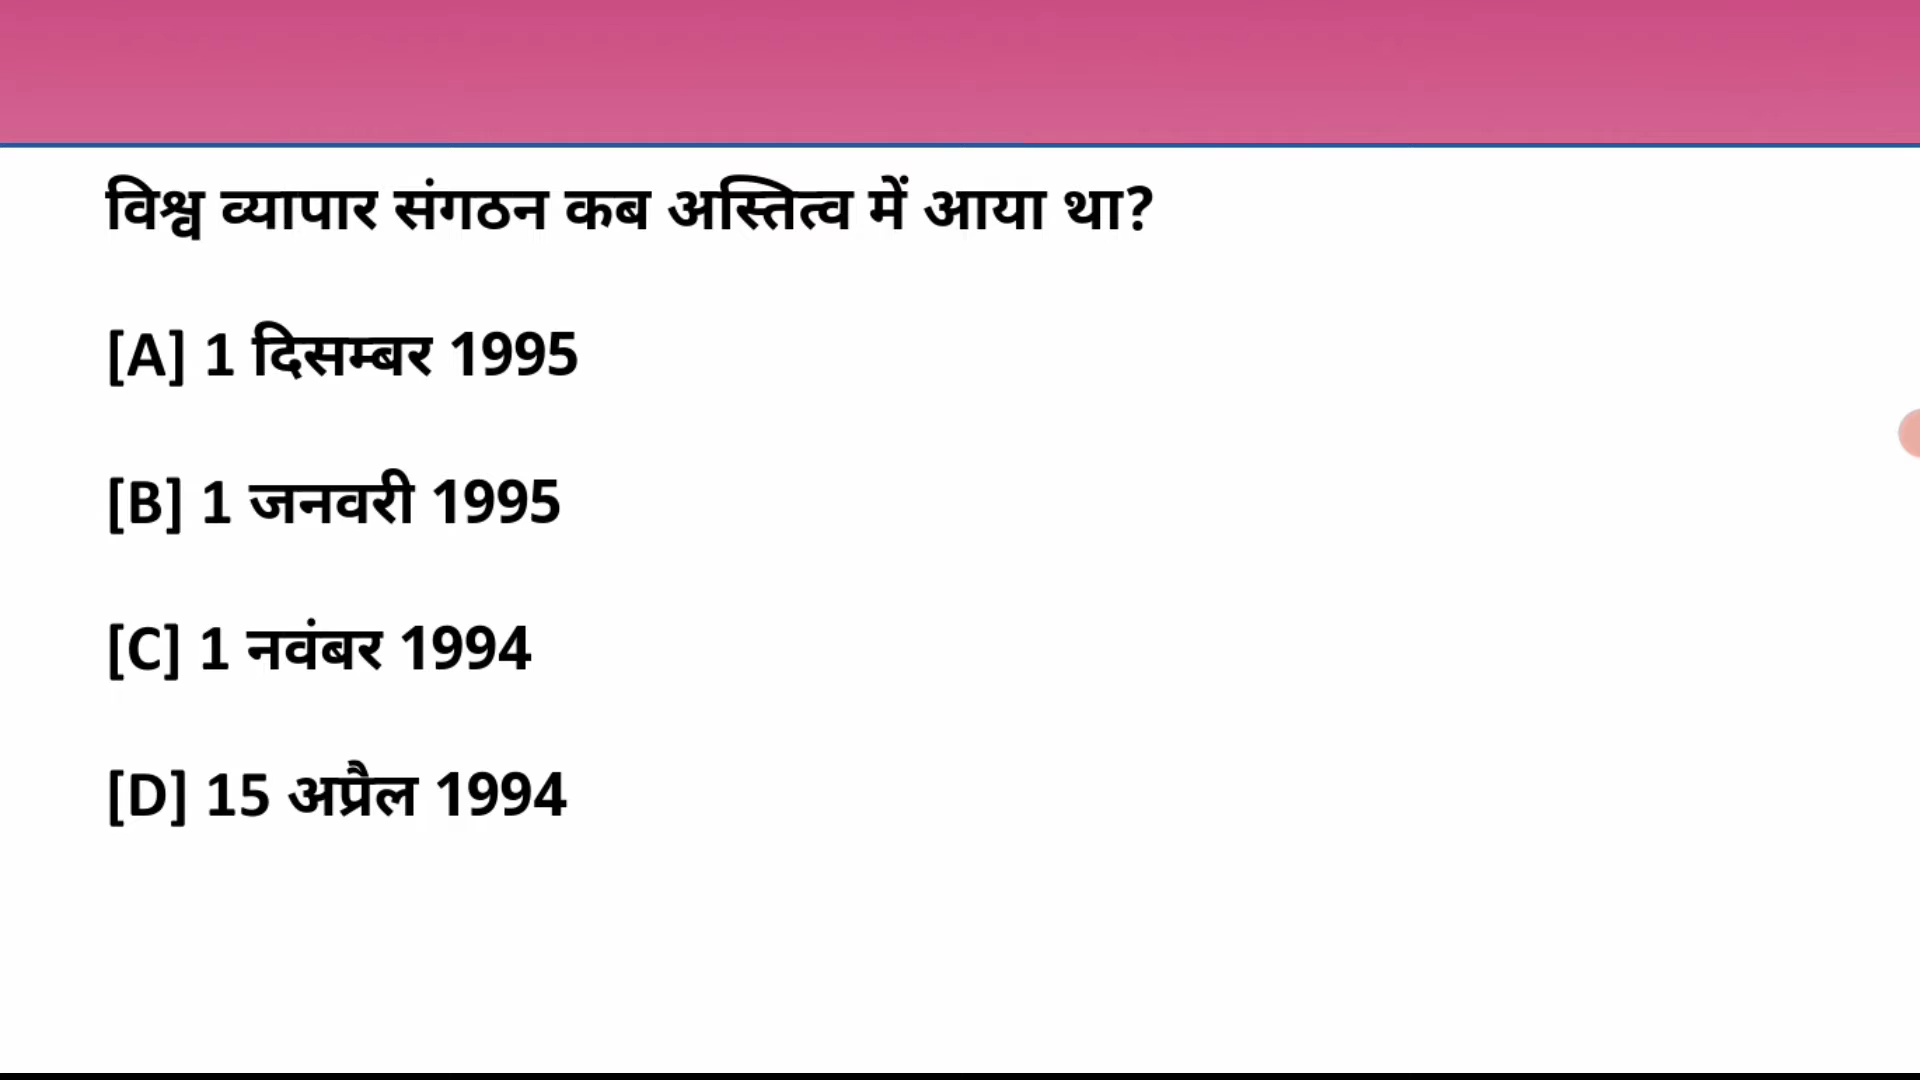 विश्व व्यापार संगठन कब अस्तित्व में आया था?
[A] 1 दिसम्बर 1995
[B] 1 जनवरी 1995
[C] 1 नवंबर 1994
[D] 15 अप्रैल 1994